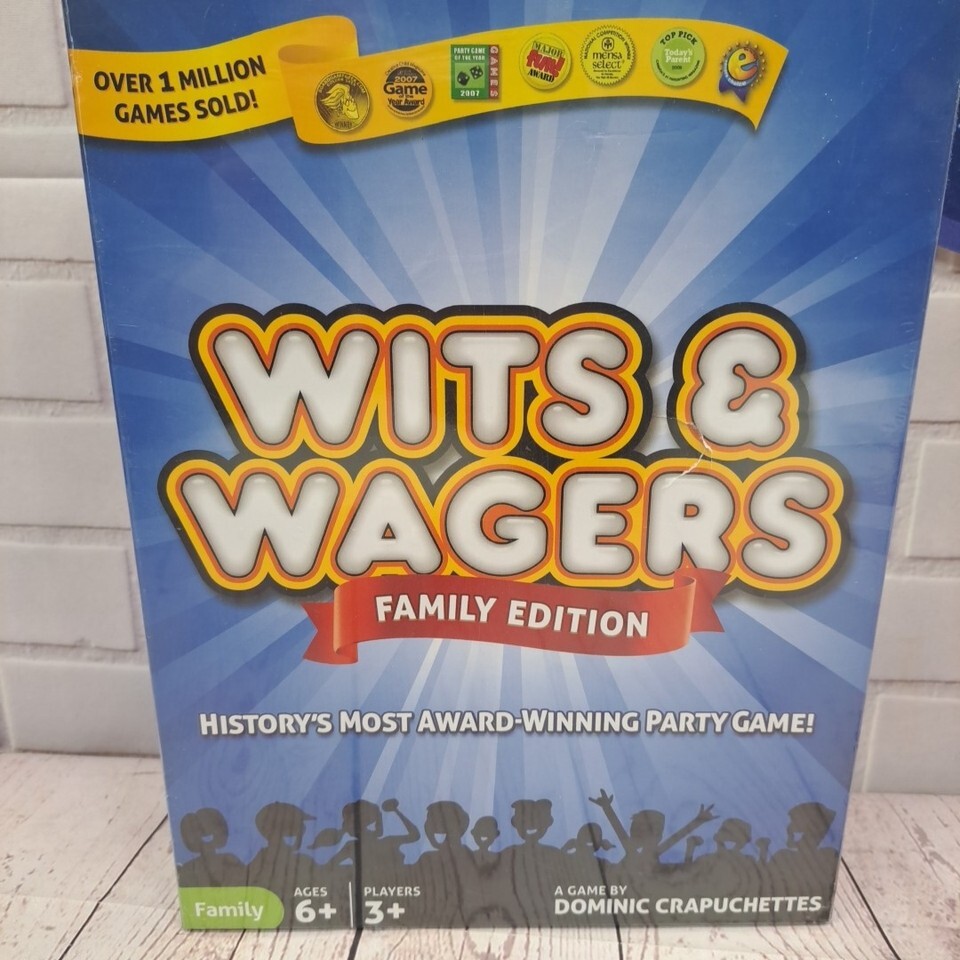 OVER 1 MILLION
GAMES SOLD!
2007
Game
of the
Year Award
PARTY GAME
OF THE YEAR
GAMES
2007
MAJOR
fun!
AWARD
mensa
select
TOP PICK
Today's
Parent
e
WITS &
WAGERS
FAMILY EDITION
HISTORY'S MOST AWARD-WINNING PARTY GAME!
Family
AGES
6+
PLAYERS
3+
A GAME BY
DOMINIC CRAPUCHETTES